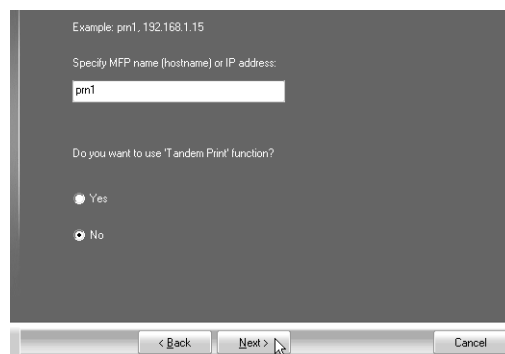 Example: prn1, 192.168.1.15
Specify MFP name (hostname) or IP address:
prn1
Do you want to use 'Tandem Print' function?
Yes
No
< Back Next > Cancel